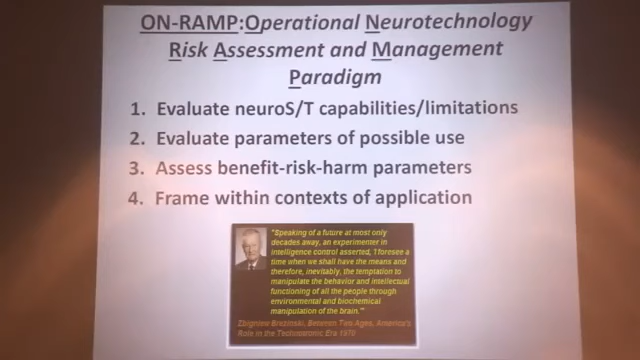 ON-RAMP:Operational Neurotechnology
Risk Assessment and Management
Paradigm
1. Evaluate neuroS/T capabilities/limitations
2. Evaluate parameters of possible use
3. Assess benefit-risk-harm parameters
4. Frame within contexts of application
"Speaking of a future at most only
decades away, an experimenter in
intelligence control asserted, 'I foresee a
time when we shall have the means and
therefore, inevitably, the temptation to
manipulate the behavior and intellectual
functioning of all the people through
environmental and biochemical
manipulation of the brain.'"
Zbigniew Brezinski, Between Two Ages, America's
Role in the Technotronic Era 1970